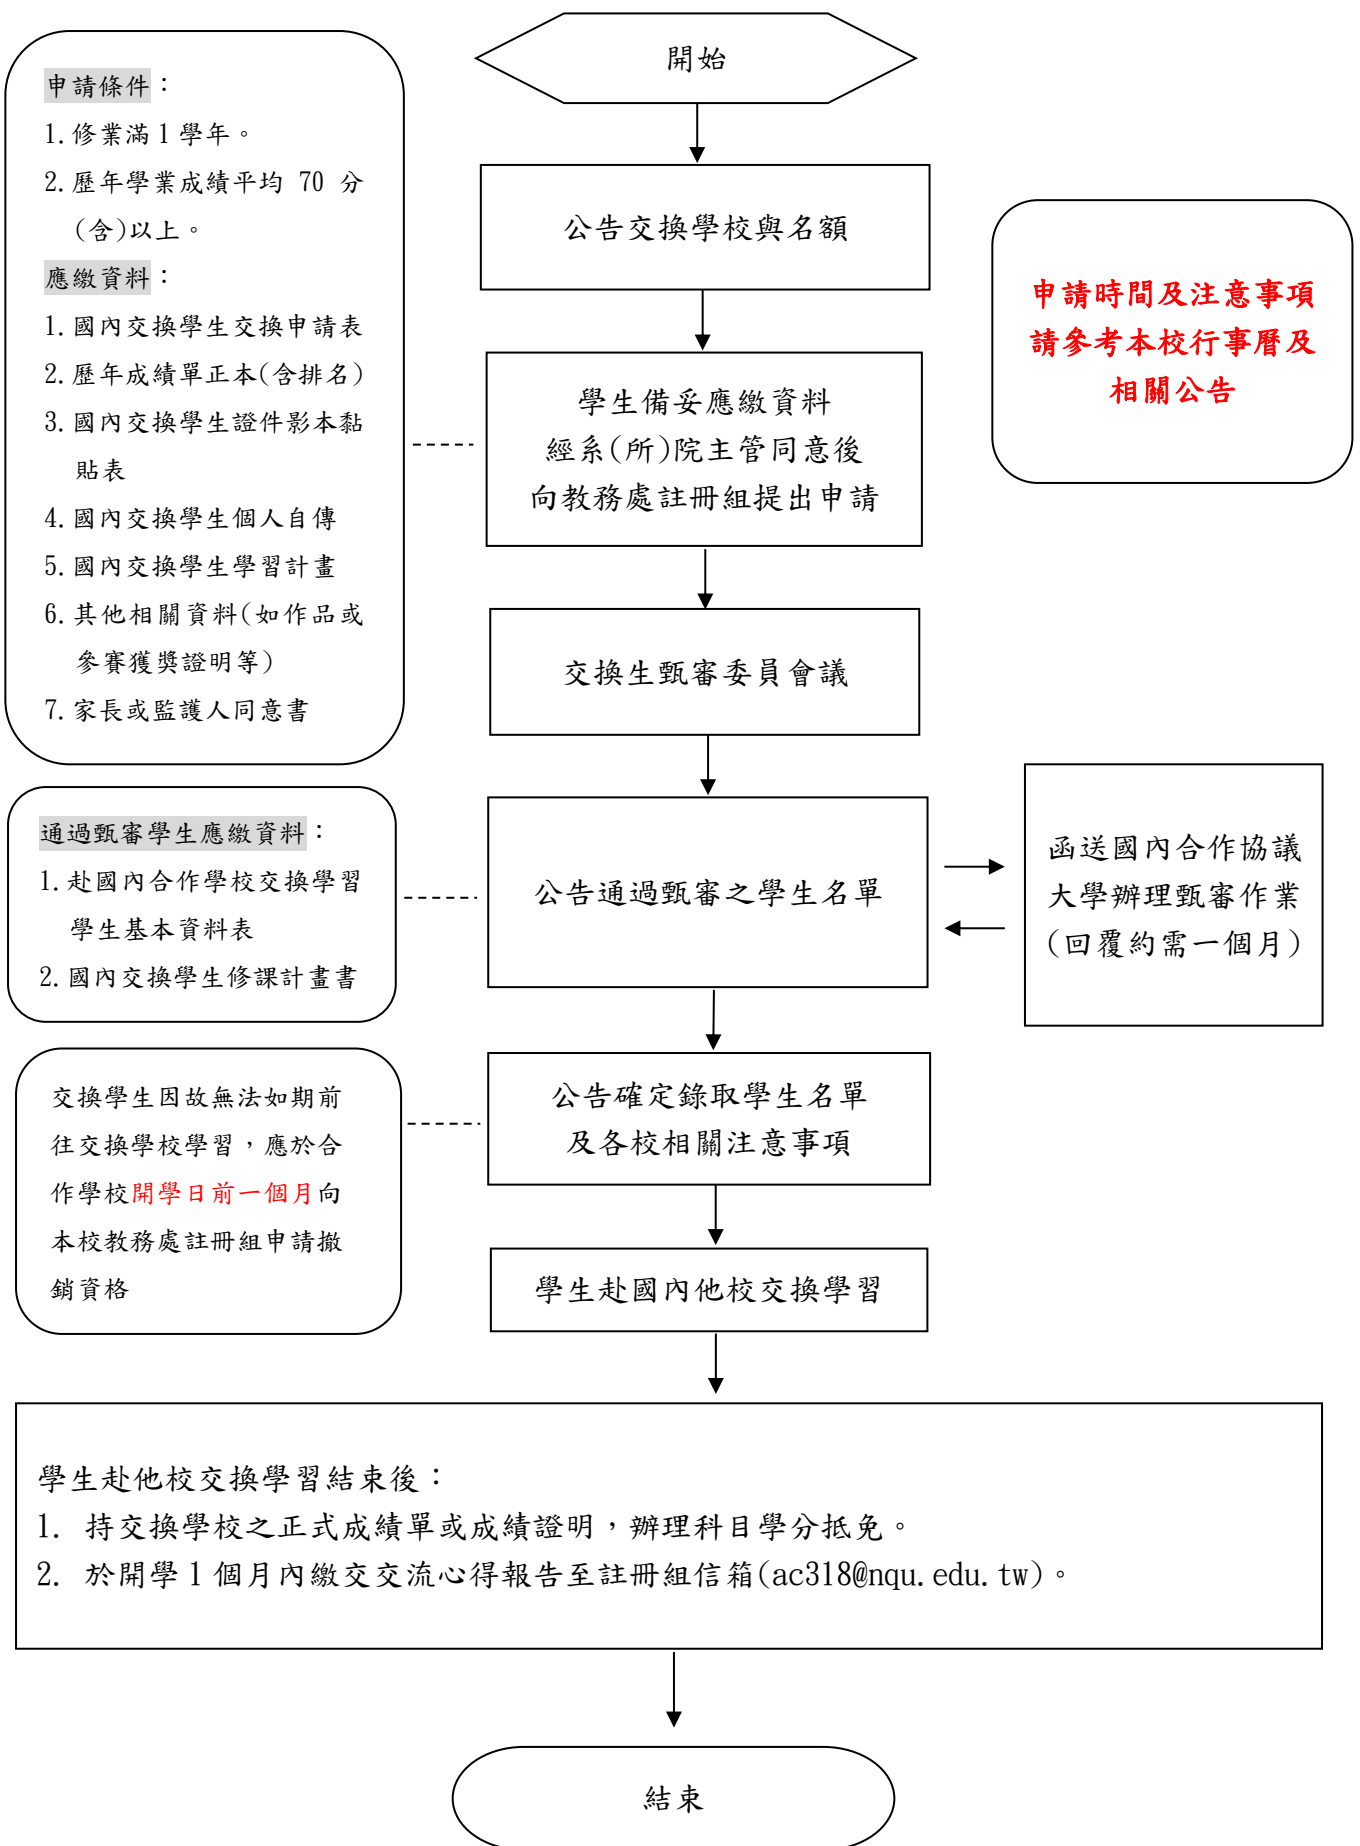 開始
申請條件：
1.修業滿1學年。
2.歷年學業成績平均 70 分
(含)以上。
應繳資料：
1.國內交換學生交換申請表
2.歷年成績單正本(含排名)
3.國內交換學生證件影本黏
貼表
4.國內交換學生個人自傳
5.國內交換學生學習計畫
6.其他相關資料(如作品或
參賽獲獎證明等)
7.家長或監護人同意書
公告交換學校與名額
申請時間及注意事項
請參考本校行事曆及
相關公告
學生備妥應繳資料
經系(所)院主管同意後
向教務處註冊組提出申請
交換生甄審委員會議
通過甄審學生應繳資料：
1.赴國內合作學校交換學習
學生基本資料表
2.國內交換學生修課計畫書
公告通過甄審之學生名單
函送國內合作協議
大學辦理甄審作業
(回覆約需一個月)
交換學生因故無法如期前
往交換學校學習，應於合
作學校開學日前一個月向
本校教務處註冊組申請撤
銷資格
公告確定錄取學生名單
及各校相關注意事項
學生赴國內他校交換學習
學生赴他校交換學習結束後：
1. 持交換學校之正式成績單或成績證明，辦理科目學分抵免。
2. 於開學1個月內繳交交流心得報告至註冊組信箱(ac318@nqu.edu.tw)。
結束